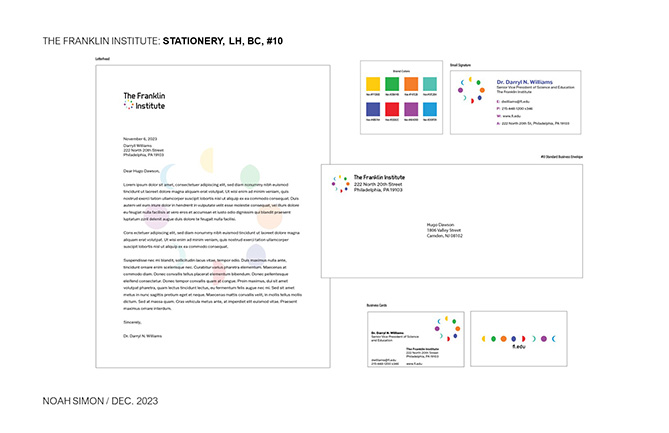 THE FRANKLIN INSTITUTE: STATIONERY, LH, BC, #10
Letterhead
The Franklin
Institute
November 6, 2023
Darryl Williams
222 North 20th Street
Philadelphia, PA 19103
Dear Hugo Dawson,
Lorem ipsum dolor sit amet, consectetuer adipiscing elit, sed diam nonummy nibh euismod
tincidunt ut laoreet dolore magna aliquam erat volutpat. Ut wisi enim ad minim veniam, quis
nostrud exerci tation ullamcorper suscipit lobortis nisl ut aliquip ex ea commodo consequat. Duis
autem vel eum iriure dolor in hendrerit in vulputate velit esse molestie consequat, vel illum dolore
eu feugiat nulla facilisis at vero eros et accumsan et iusto odio dignissim qui blandit praesent
luptatum zzril delenit augue duis dolore te feugait nulla facilisi.
Cons ectetuer adipiscing elit, sed diam nonummy nibh euismod tincidunt ut laoreet dolore magna
aliquam erat volutpat. Ut wisi enim ad minim veniam, quis nostrud exerci tation ullamcorper
suscipit lobortis nisl ut aliquip ex ea commodo consequat.
Suspendisse nec mi blandit, sollicitudin lacus vitae, tempor odio. Duis maximus nulla ante,
tincidunt ornare enim scelerisque nec. Curabitur varius pharetra elementum. Maecenas at
commodo diam. Donec convallis tellus placerat elementum bibendum. Donec pellentesque
eleifend consectetur. Donec tempor convallis quam at congue. Proin maximus, dui sit amet
volutpat pharetra, quam lectus tincidunt lectus, eu fermentum felis augue nec mi. Sed sit amet
metus in nunc sagittis pretium eget et neque. Maecenas mattis convallis velit, in mollis tellus mollis
dictum. Sed at massa quam. Cras vehicula metus ante, at imperdiet elit euismod vitae. Praesent
maximus ornare interdum.
Sincerely,
Dr. Darryl N. Williams
Brand Colors
Email Signature
Dr. Darryl N. Williams
Senior Vice President of Science and Education
The Franklin Institute
E: dwilliams@fi.edu
P:
W: www.fi.edu
A: 222 North 20th St, Philadelphia, PA 19103
#10 Standard Business Envelope
The Franklin Institute
222 North 20th Street
Philadelphia, PA 19103
Hugo Dawson
1806 Valley Street
Camden, NJ 08102
Business Cards
Dr. Darryl N. Williams
Senior Vice President of Science
and Education
The Franklin Institute
222 North 20th Street
Philadelphia, PA 19103
dwilliams@fi.edu
www.fi.edu
fi.edu
NOAH SIMON / DEC. 2023